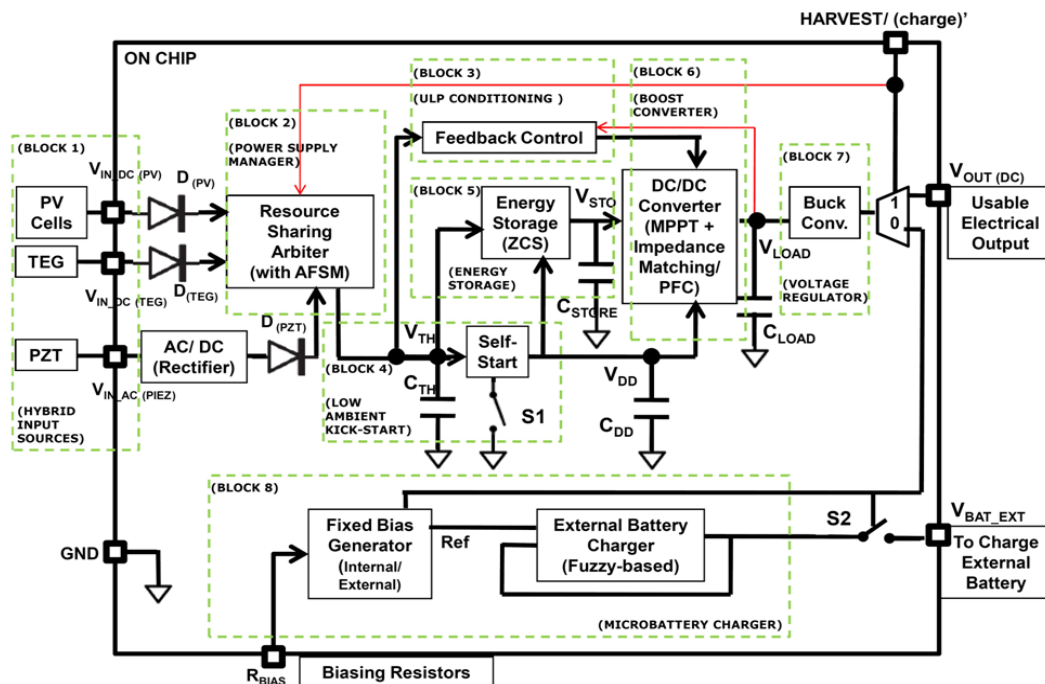 HARVEST/ (charge)’
ON CHIP
(BLOCK 1)
V_IN_DC (PV)
D_(PV)
PV
Cells
TEG
V_IN_DC (TEG)
D_(TEG)
PZT
V_IN_AC (PIEZ)
(HYBRID
INPUT
SOURCES)
AC/ DC
(Rectifier)
D_(PZT)
(BLOCK 2)
(POWER SUPPLY
MANAGER)
Resource
Sharing
Arbiter
(with AFSM)
(BLOCK 3)
(ULP CONDITIONING )
Feedback Control
(BLOCK 4)
V_TH
C_TH
Self-
Start
S1
(LOW
AMBIENT
KICK-START)
(BLOCK 5)
Energy
Storage
(ZCS)
(ENERGY
STORAGE)
V_STO
C_STORE
V_DD
C_DD
(BLOCK 6)
(BOOST
CONVERTER)
DC/DC
Converter
(MPPT +
Impedance
Matching/
PFC)
V_LOAD
C_LOAD
(BLOCK 7)
Buck
Conv.
(VOLTAGE
REGULATOR)
1
0
V_OUT (DC)
Usable
Electrical
Output
GND
(BLOCK 8)
Fixed Bias
Generator
(Internal/
External)
Ref
External Battery
Charger
(Fuzzy-based)
(MICROBATTERY CHARGER)
S2
V_BAT_EXT
To Charge
External
Battery
R_BIAS
Biasing Resistors